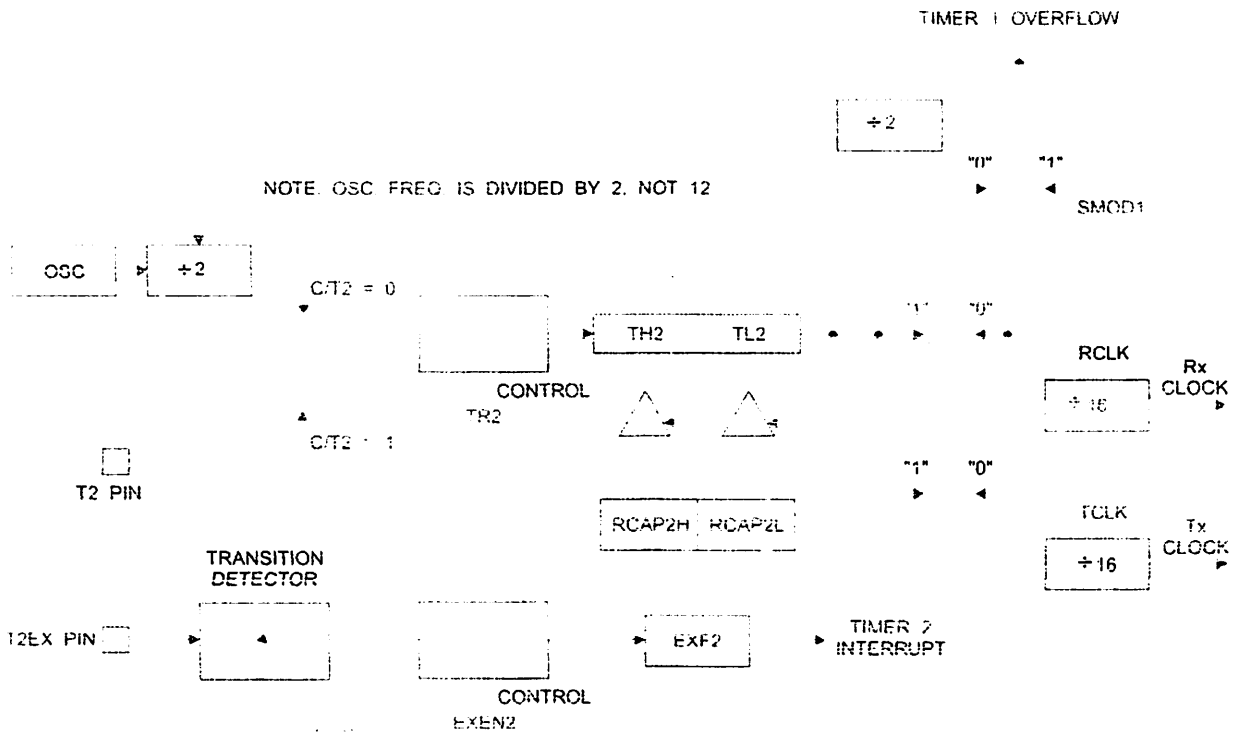 TIMER 1 OVERFLOW
÷2
"0" "1"
NOTE: OSC FREQ IS DIVIDED BY 2, NOT 12
SMOD1
OSC
÷2
C/T2 = 0
"1" "0"
TH2 TL2
RCLK
Rx
CLOCK
CONTROL
÷16
TR2
C/T2 = 1
"1" "0"
T2 PIN
RCAP2H RCAP2L
TCLK
Tx
CLOCK
TRANSITION
DETECTOR
÷16
T2EX PIN
EXF2
TIMER 2
INTERRUPT
CONTROL
EXEN2